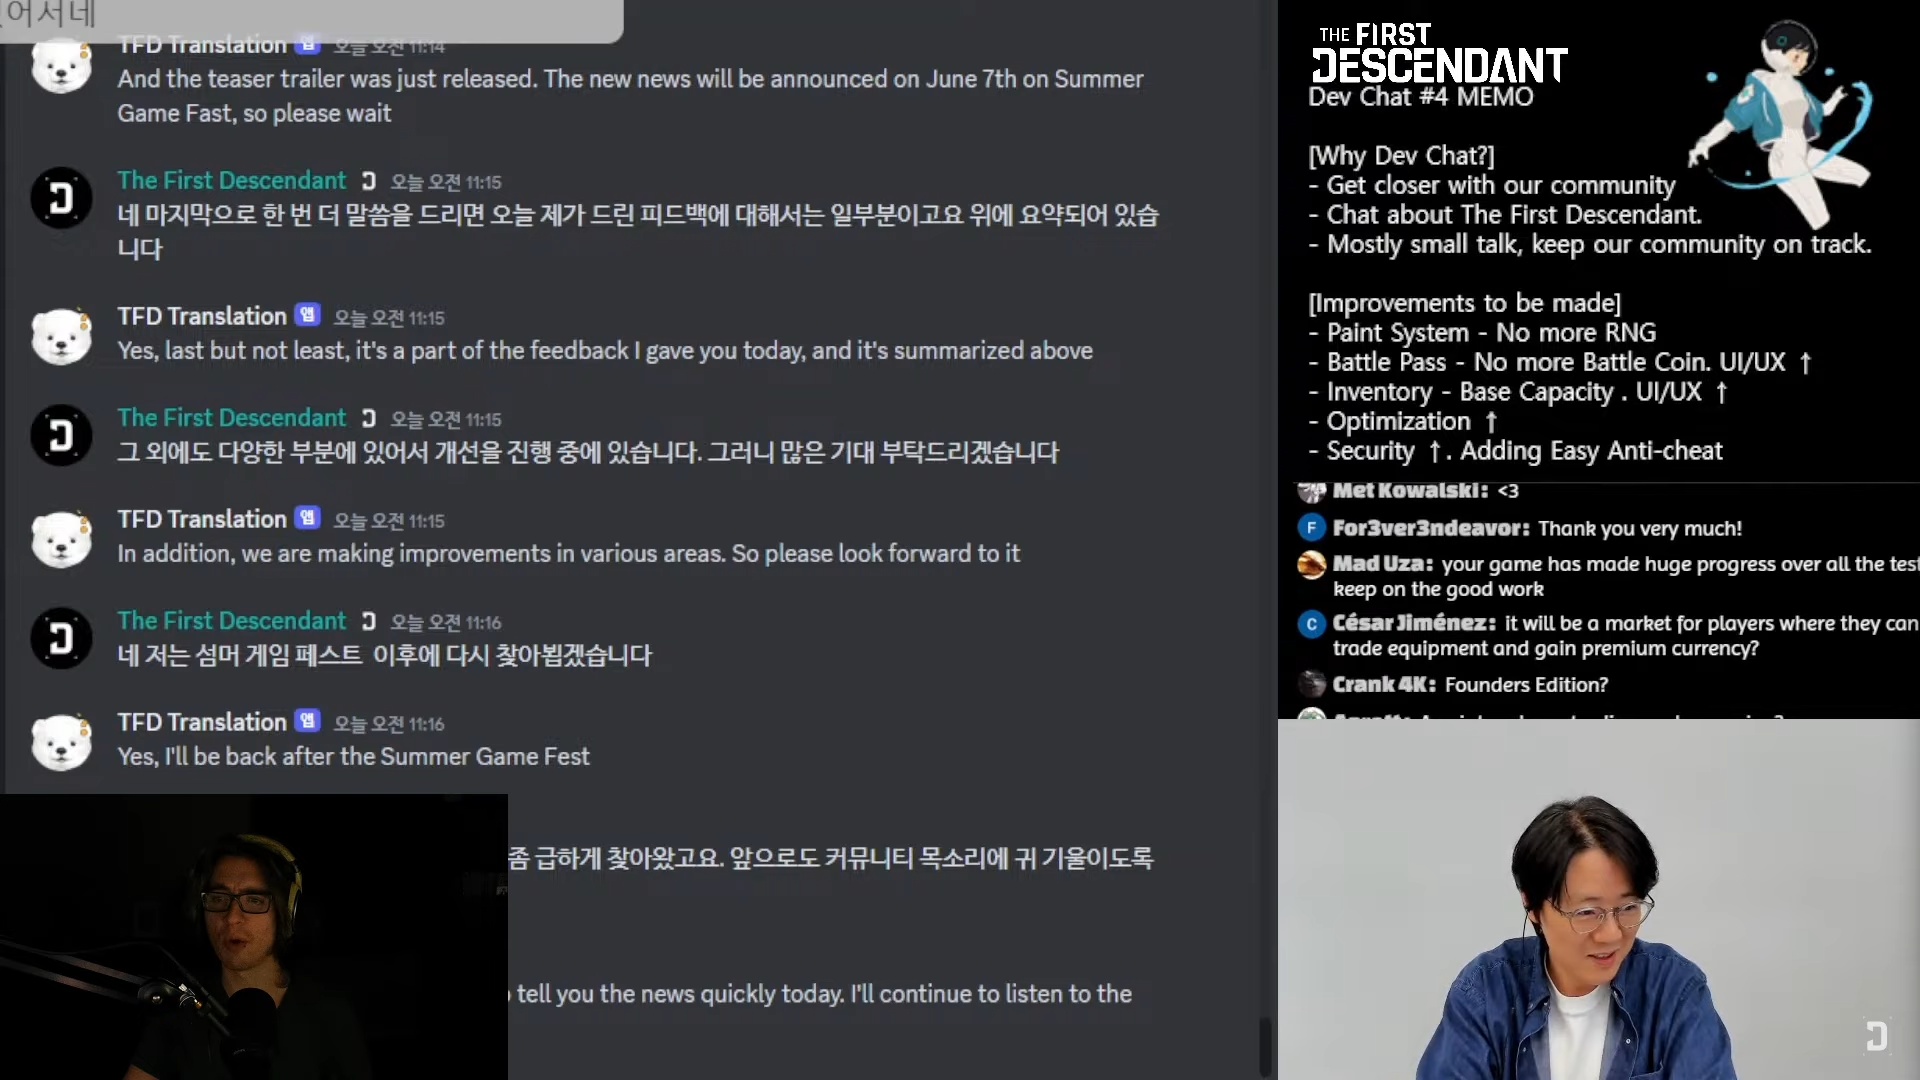 어서네
TFD Translation 앱 오늘 오전 11:14
And the teaser trailer was just released. The new news will be announced on June 7th on Summer
Game Fast, so please wait
The First Descendant 오늘 오전 11:15
네 마지막으로 한 번 더 말씀을 드리면 오늘 제가 드린 피드백에 대해서는 일부분이고요 위에 요약되어 있습
니다
TFD Translation 앱 오늘 오전 11:15
Yes, last but not least, it's a part of the feedback I gave you today, and it's summarized above
The First Descendant 오늘 오전 11:15
그 외에도 다양한 부분에 있어서 개선을 진행 중에 있습니다. 그러니 많은 기대 부탁드리겠습니다
TFD Translation 앱 오늘 오전 11:15
In addition, we are making improvements in various areas. So please look forward to it
The First Descendant 오늘 오전 11:16
네 저는 섬머 게임 페스트 이후에 다시 찾아뵙겠습니다
TFD Translation 앱 오늘 오전 11:16
Yes, I'll be back after the Summer Game Fest
좀 급하게 찾아왔고요. 앞으로도 커뮤니티 목소리에 귀 기울이도록
tell you the news quickly today. I'll continue to listen to the
THE FIRST
DESCENDANT
Dev Chat #4 MEMO
[Why Dev Chat?]
- Get closer with our community
- Chat about The First Descendant.
- Mostly small talk, keep our community on track.
[Improvements to be made]
- Paint System - No more RNG
- Battle Pass - No more Battle Coin. UI/UX ↑
- Inventory - Base Capacity . UI/UX ↑
- Optimization ↑
- Security ↑. Adding Easy Anti-cheat
Met Kowalski: <3
F For3ver3ndeavor: Thank you very much!
Mad Uza: your game has made huge progress over all the test
keep on the good work
C César Jiménez: it will be a market for players where they can
trade equipment and gain premium currency?
Crank 4K: Founders Edition?